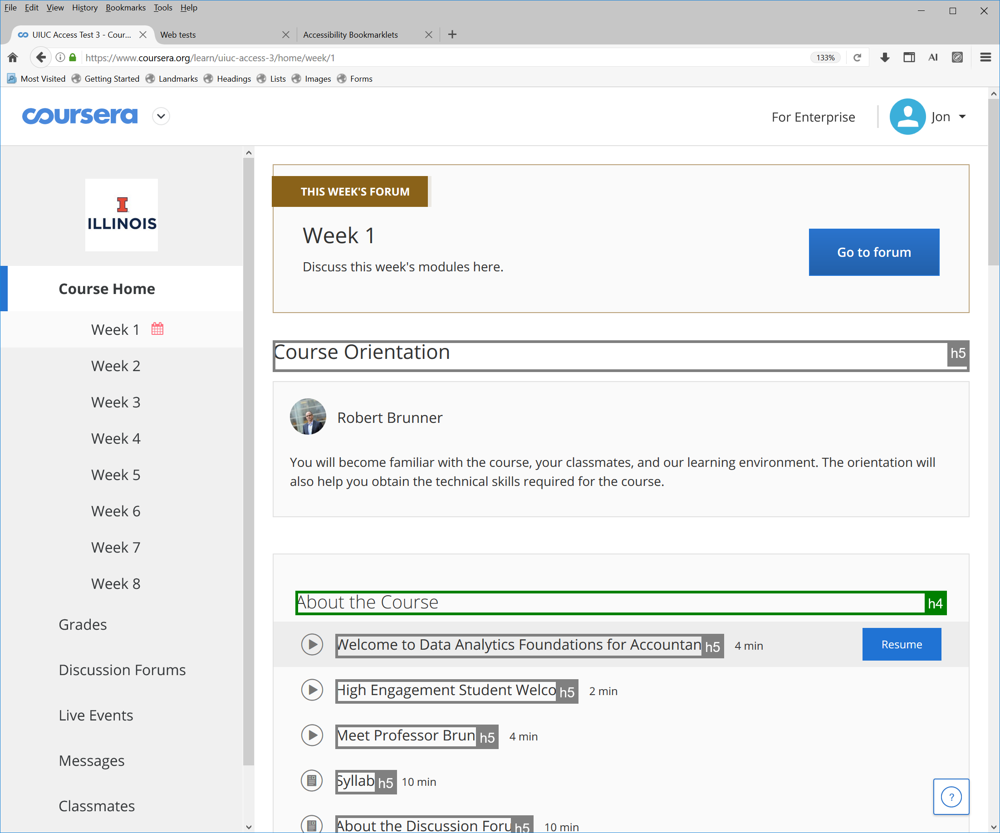 File Edit View History Bookmarks Tools Help
UIUC Access Test 3 - Cour...
Web tests
Accessibility Bookmarklets
https://www.coursera.org/learn/uiuc-access-3/home/week/1
133%
AI
Most Visited Getting Started Landmarks Headings Lists Images Forms
coursera
For Enterprise
Jon
ILLINOIS
Course Home
Week 1
Week 2
Week 3
Week 4
Week 5
Week 6
Week 7
Week 8
Grades
Discussion Forums
Live Events
Messages
Classmates
THIS WEEK'S FORUM
Week 1
Discuss this week's modules here.
Go to forum
Course Orientation h5
Robert Brunner
You will become familiar with the course, your classmates, and our learning environment. The orientation will
also help you obtain the technical skills required for the course.
About the Course h4
Welcome to Data Analytics Foundations for Accountan h5 4 min
Resume
High Engagement Student Welco h5 2 min
Meet Professor Brun h5 4 min
Syllab h5 10 min
?
About the Discussion Foru h5 10 min